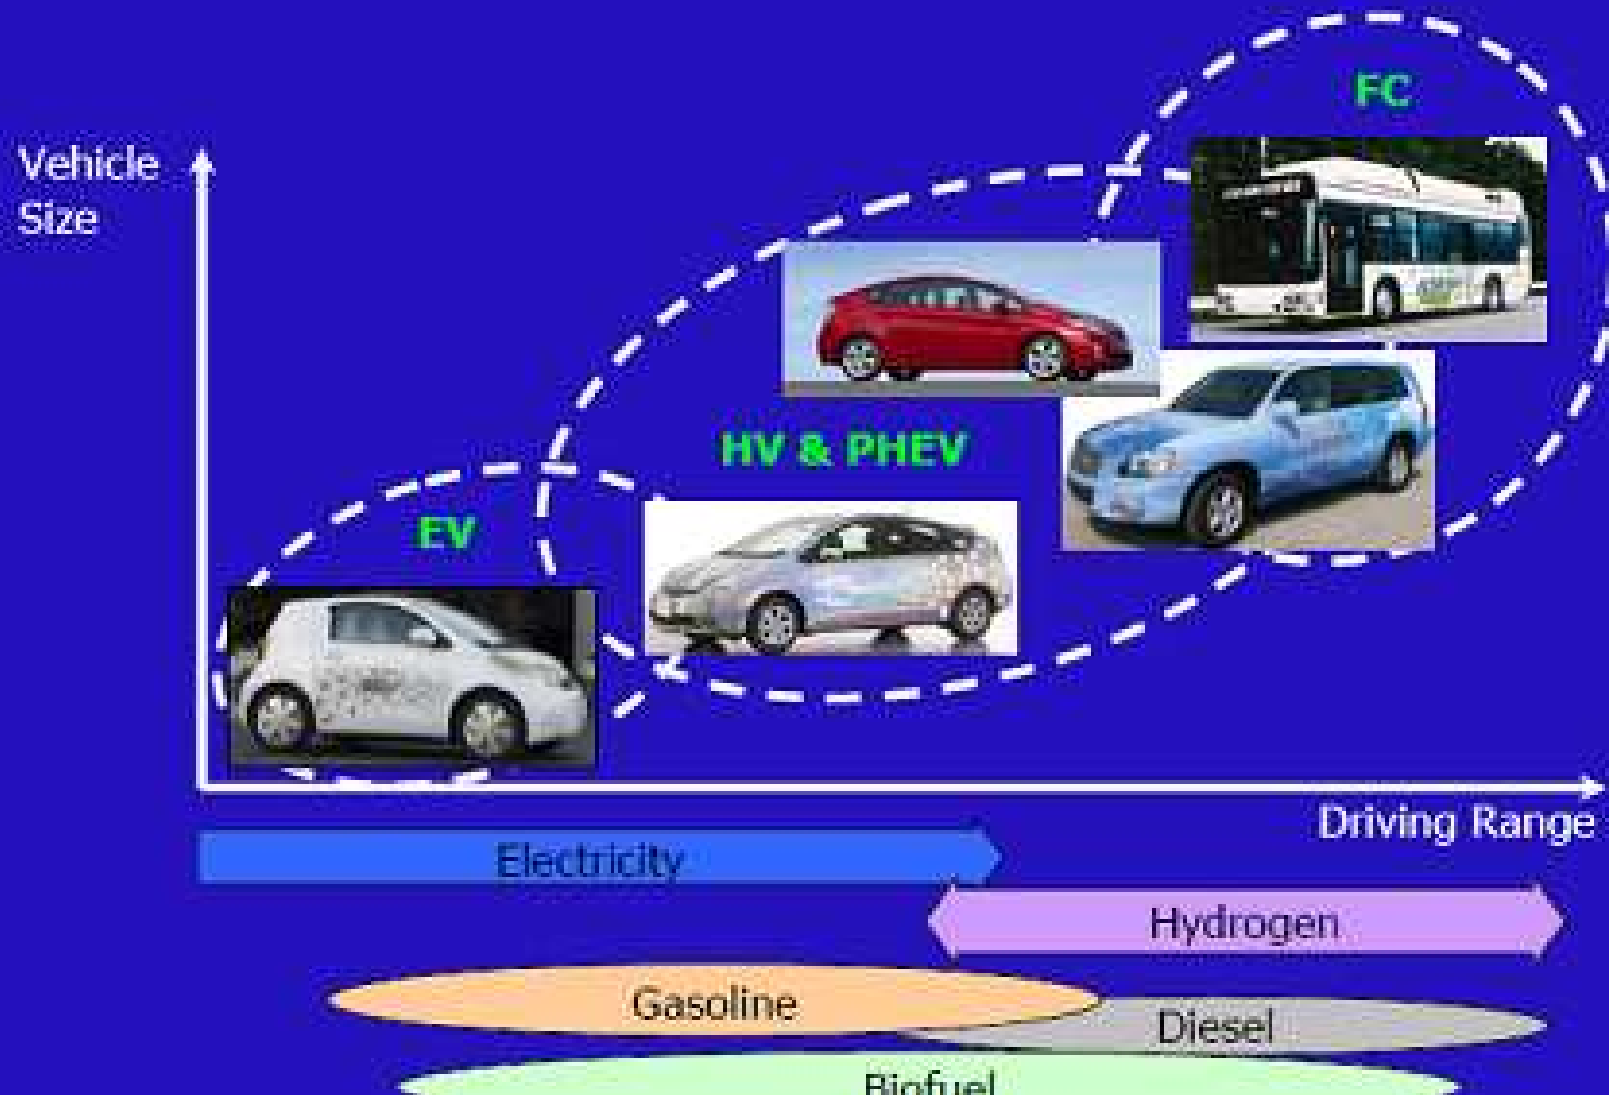 FC
Vehicle
Size
HV & PHEV
EV
Driving Range
Electricity
Hydrogen
Gasoline
Diesel
Biofuel